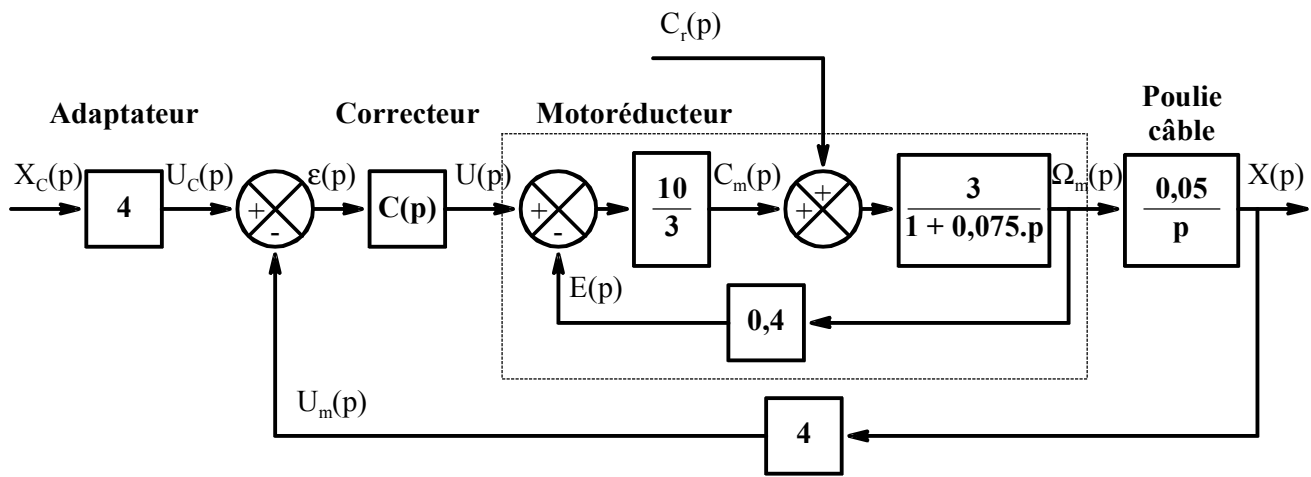 C_r(p)
Adaptateur
Correcteur
Motoréducteur
Poulie
câble
X_C(p)
4
U_C(p)
+
-
ε(p)
C(p)
U(p)
+
-
10
3
C_m(p)
+
+
3
1 + 0,075.p
Ω_m(p)
0,05
p
X(p)
E(p)
0,4
U_m(p)
4